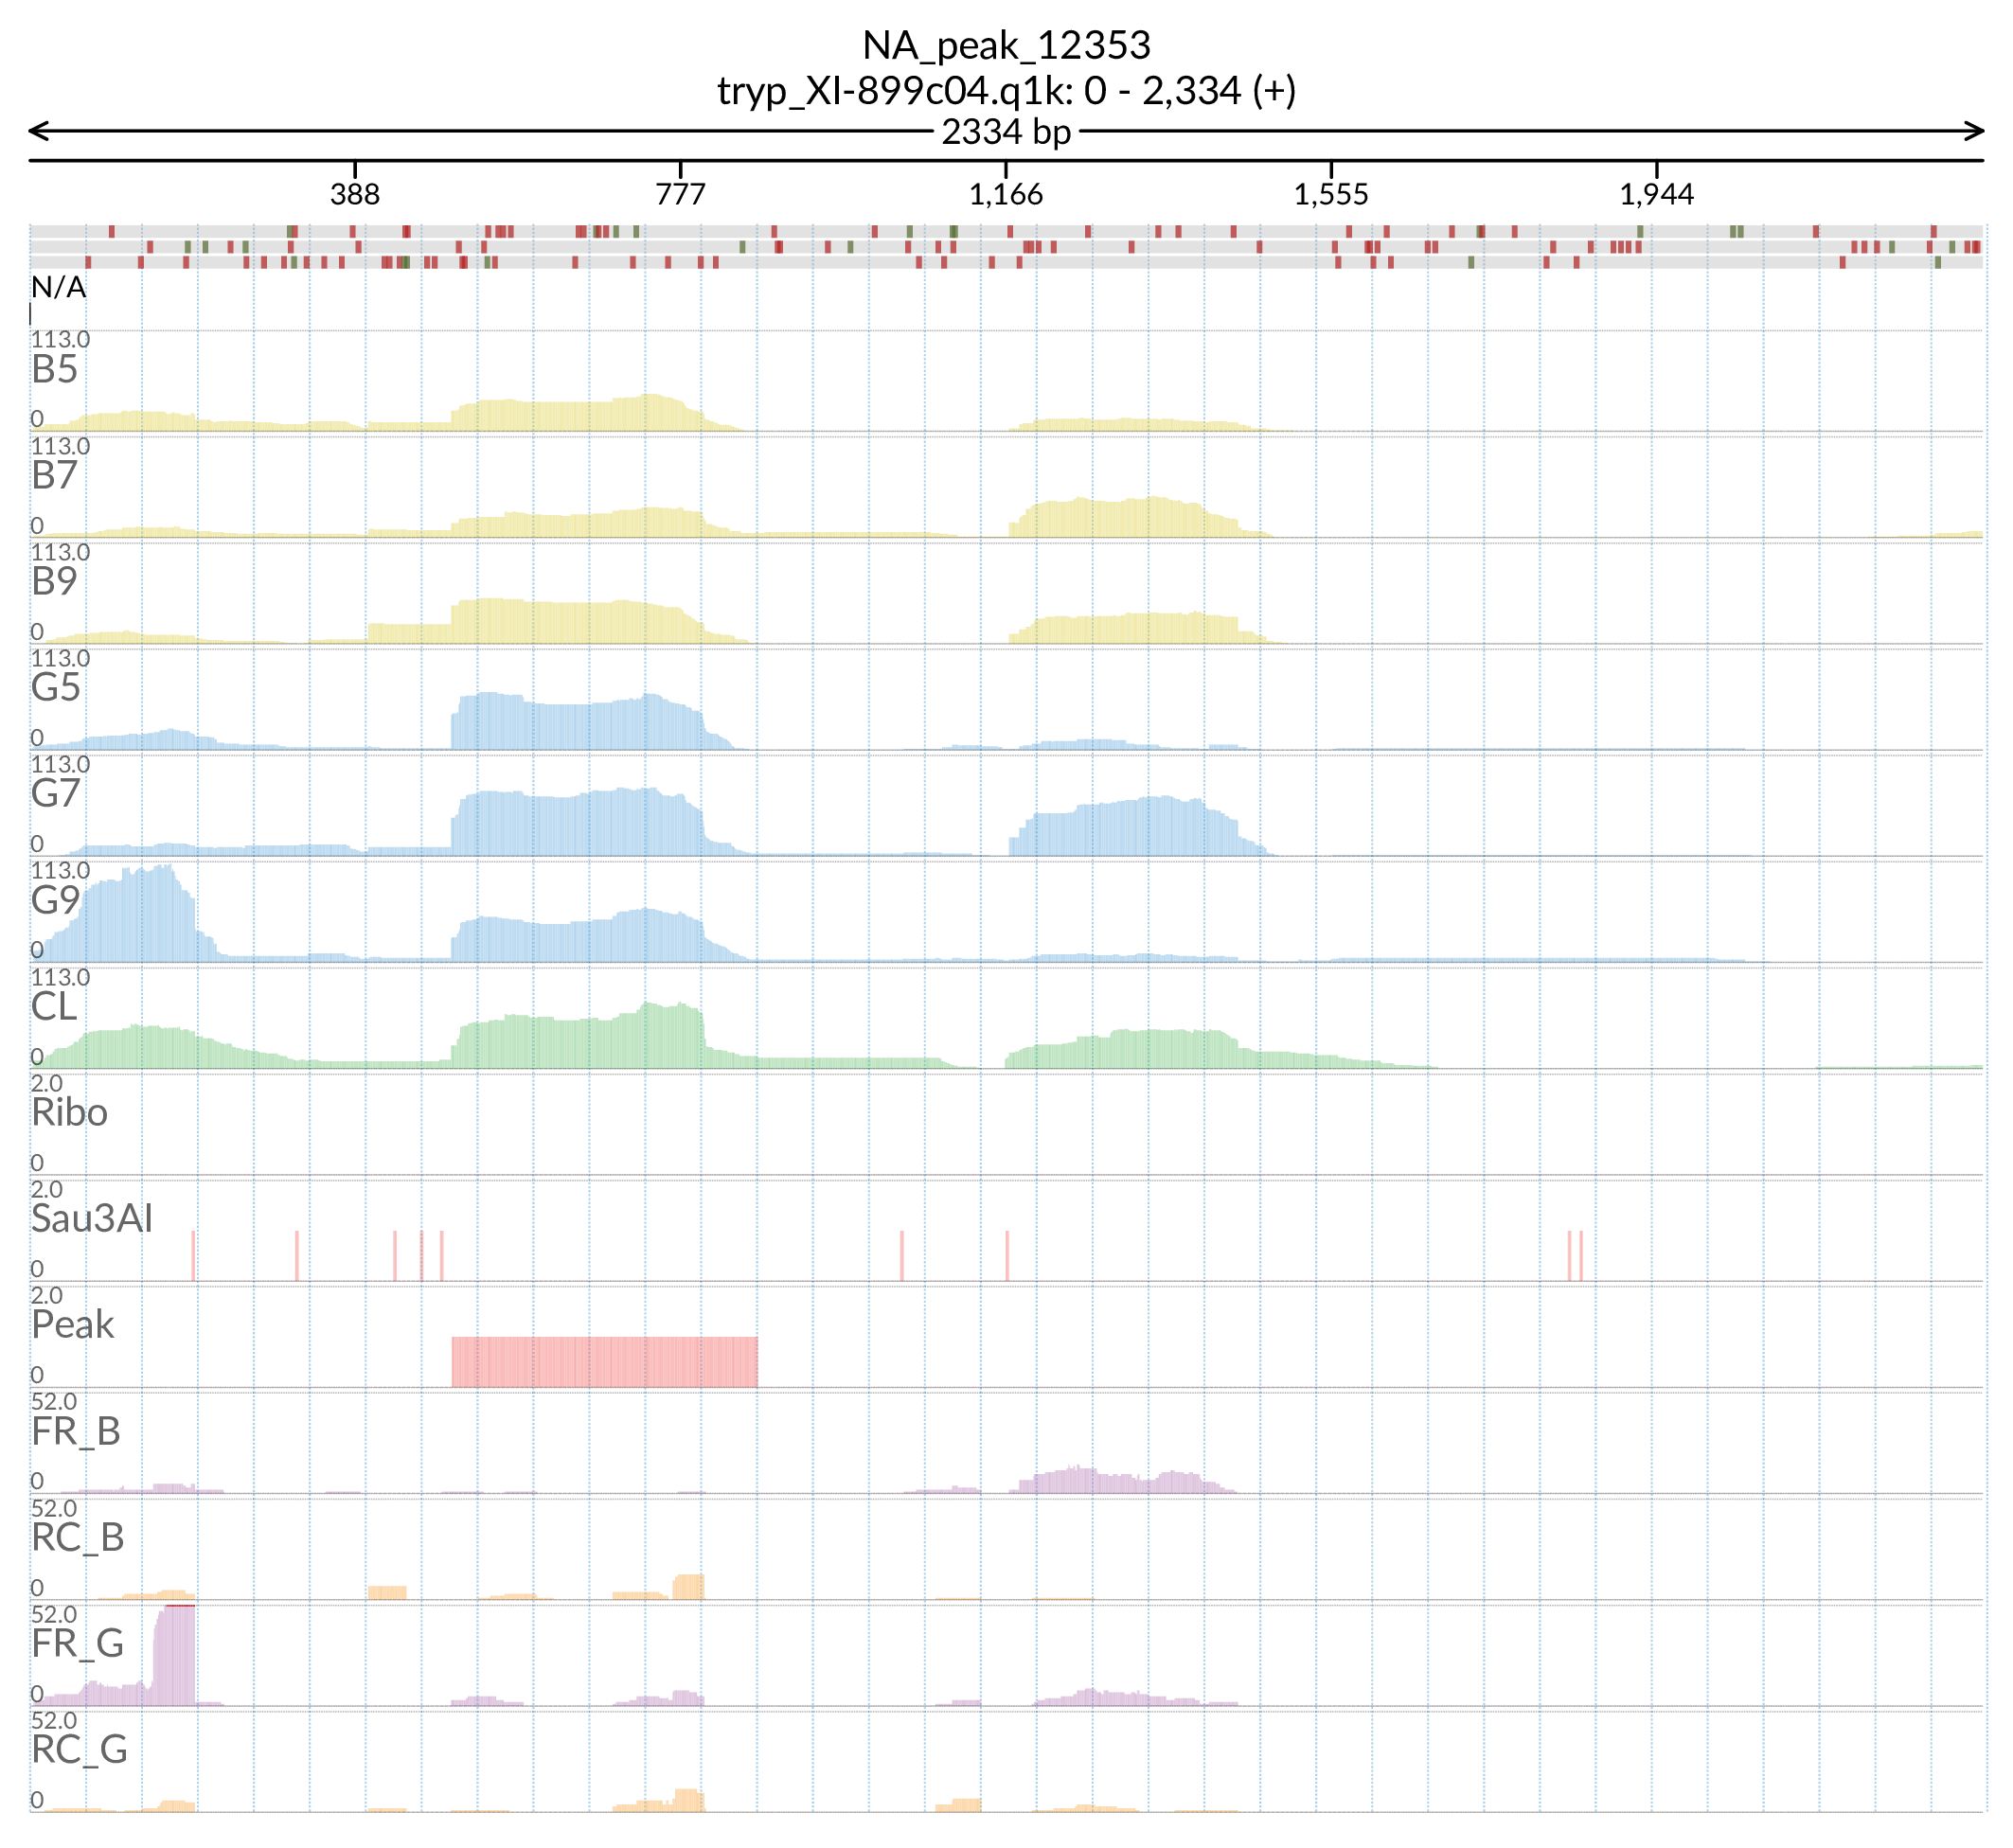 NA_peak_12353
tryp_XI-899c04.q1k: 0 - 2,334 (+)
2334 bp
388 777 1,166 1,555 1,944
N/A
113.0
B5
0
113.0
B7
0
113.0
B9
0
113.0
G5
0
113.0
G7
0
113.0
G9
0
113.0
CL
0
2.0
Ribo
0
2.0
Sau3AI
0
2.0
Peak
0
52.0
FR_B
0
52.0
RC_B
0
52.0
FR_G
0
52.0
RC_G
0